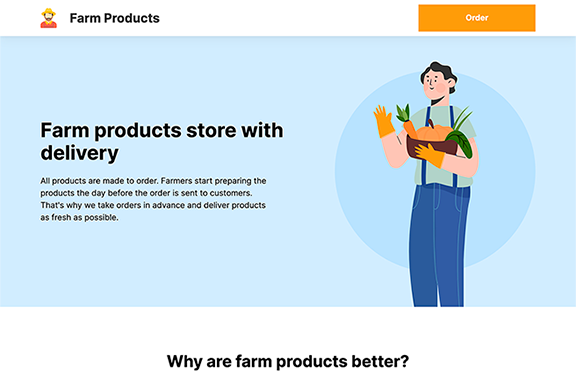 Farm Products
Order
Farm products store with
delivery
All products are made to order. Farmers start preparing the
products the day before the order is sent to customers.
That's why we take orders in advance and deliver products
as fresh as possible.
Why are farm products better?